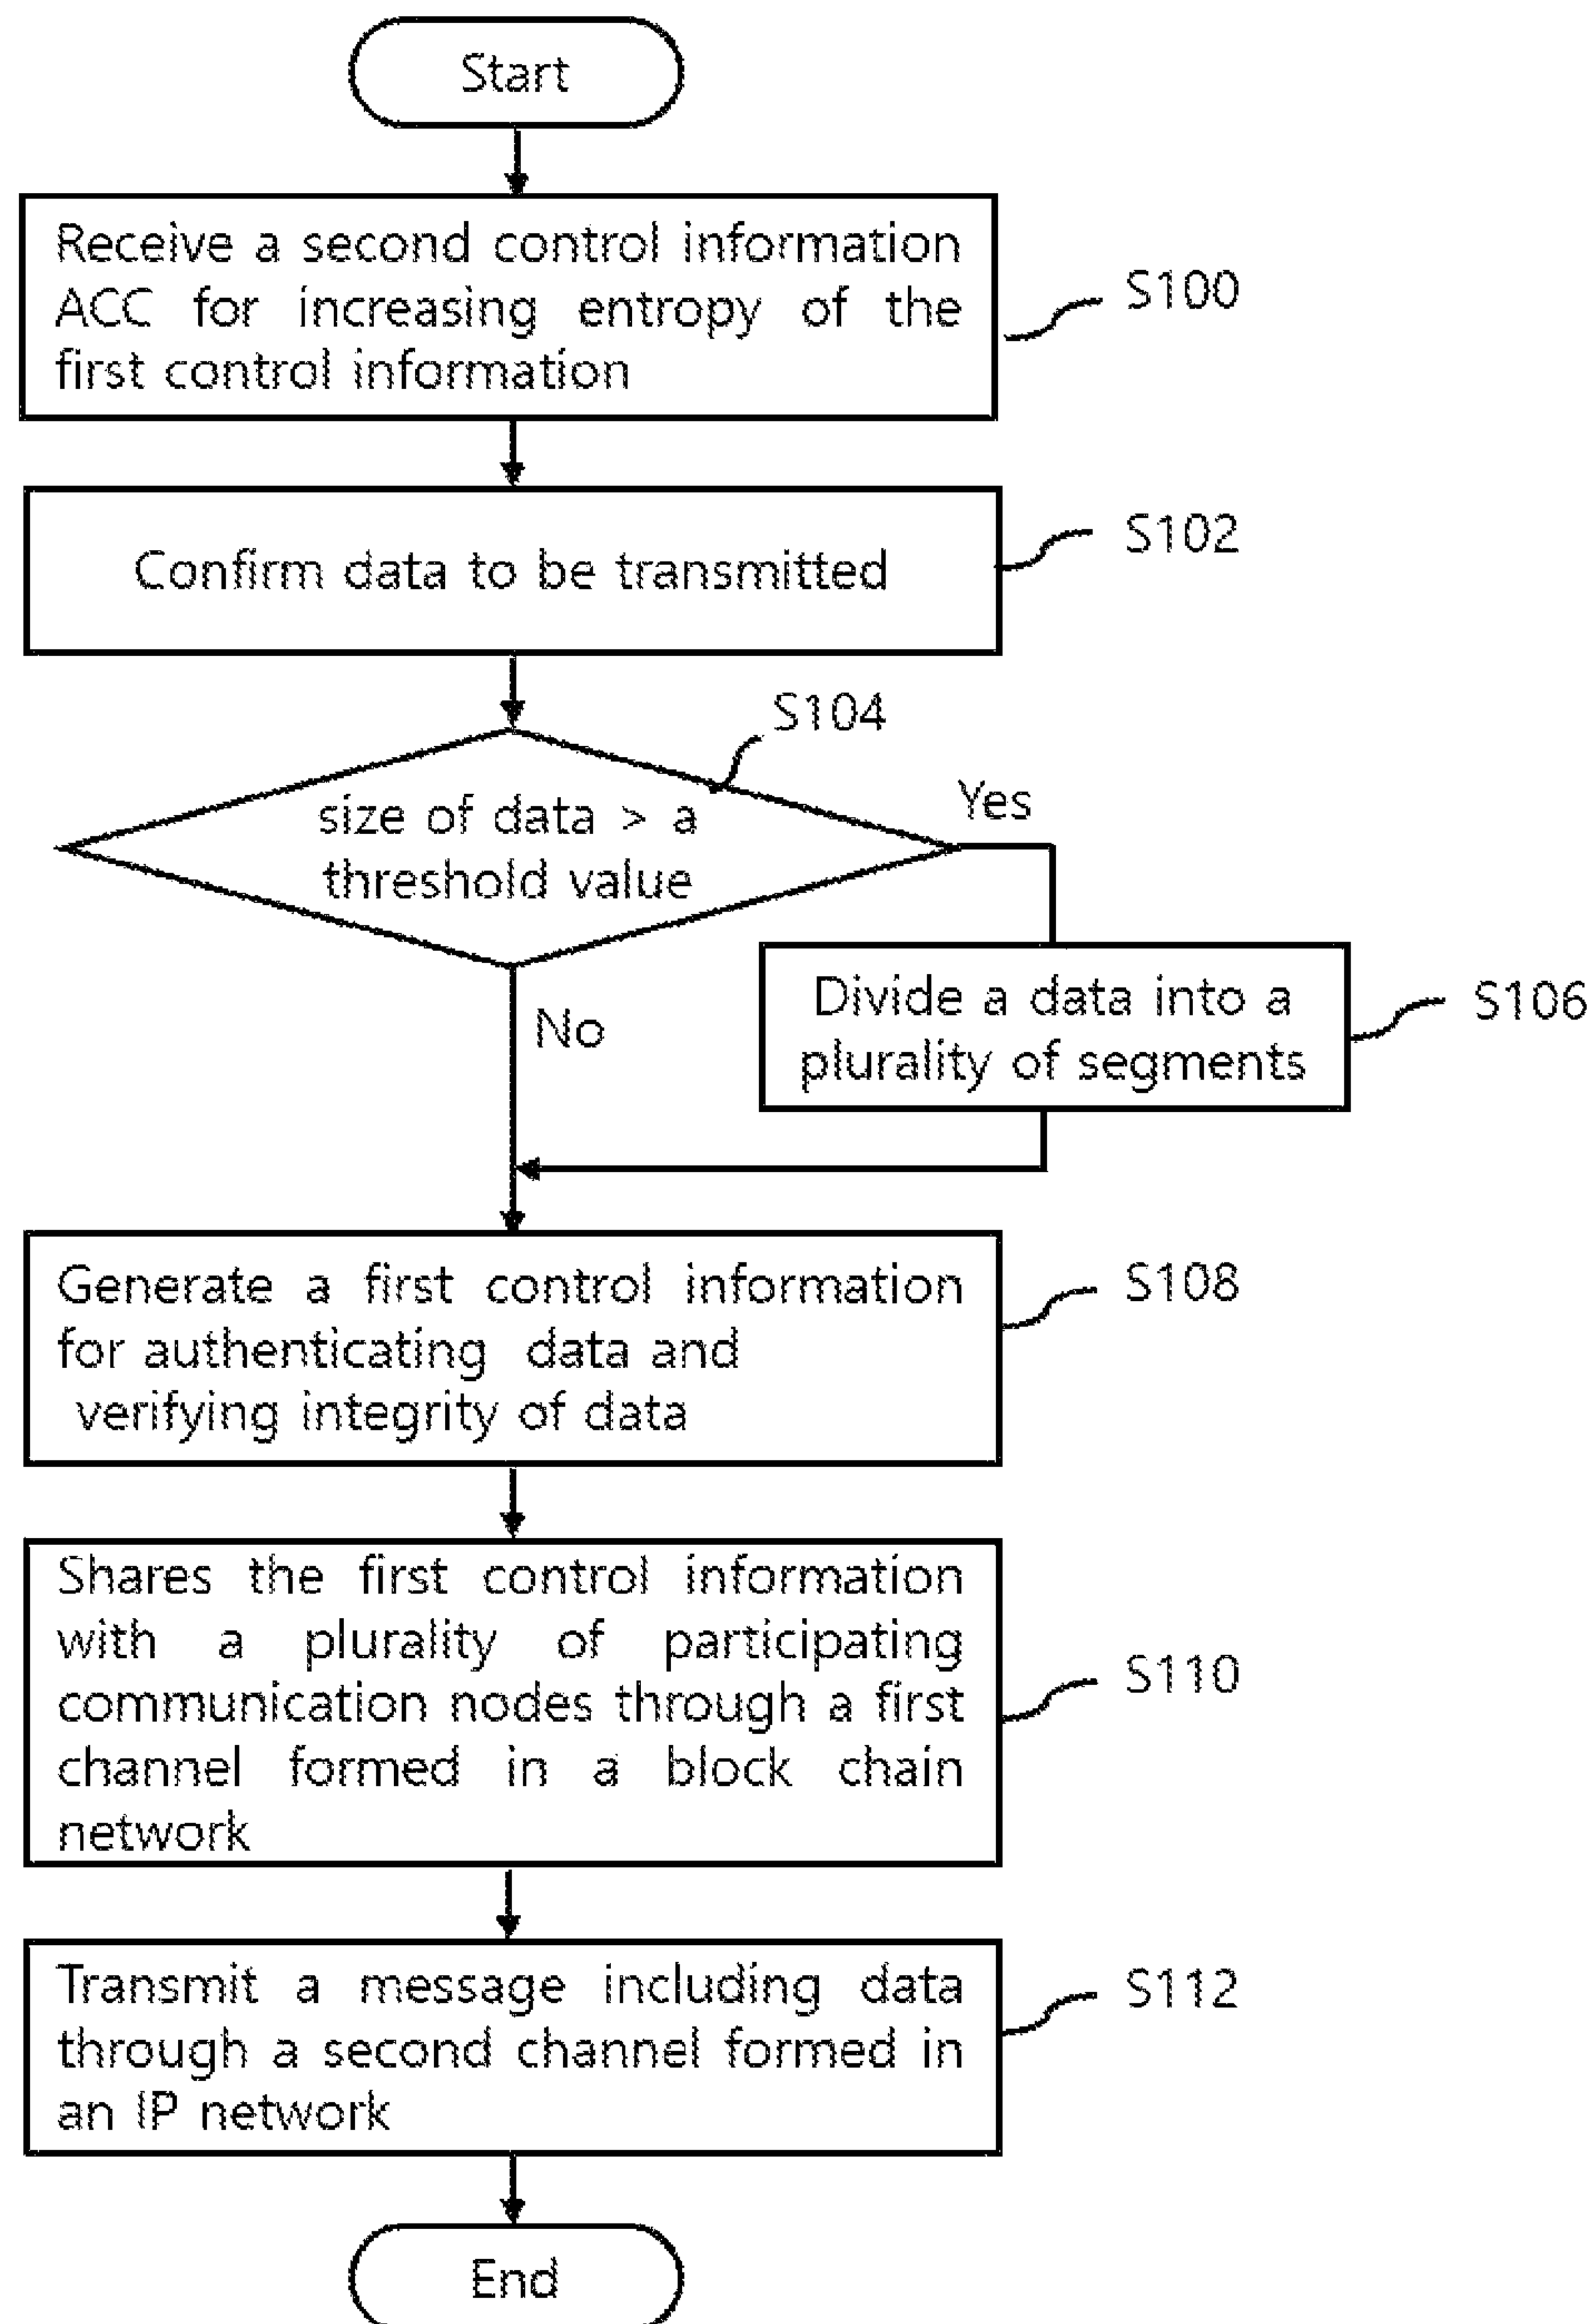 Start
Receive a second control information
ACC for increasing entropy of the
first control information
S100
Confirm data to be transmitted
S102
S104
size of data > a
threshold value
Yes
No
Divide a data into a
plurality of segments
S106
Generate a first control information
for authenticating data and
verifying integrity of data
S108
Shares the first control information
with a plurality of participating
communication nodes through a first
channel formed in a block chain
network
S110
Transmit a message including data
through a second channel formed in
an IP network
S112
End